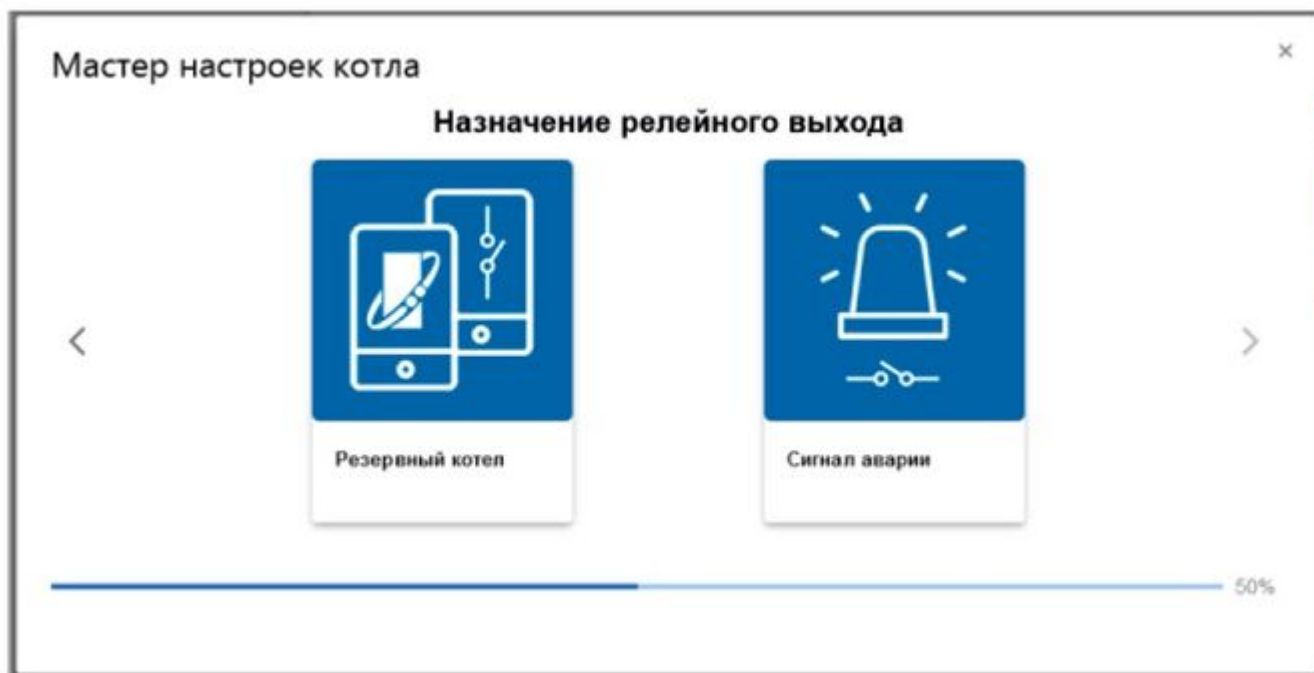 Мастер настроек котла
Назначение релейного выхода
Резервный котел
Сигнал аварии
50%